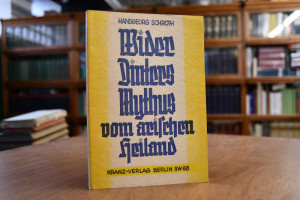 HANSGEORG SCHROTH
Wider
Dinters
Mythus
vom arischen
Heiland
KRANZ-VERLAG BERLIN SW 68